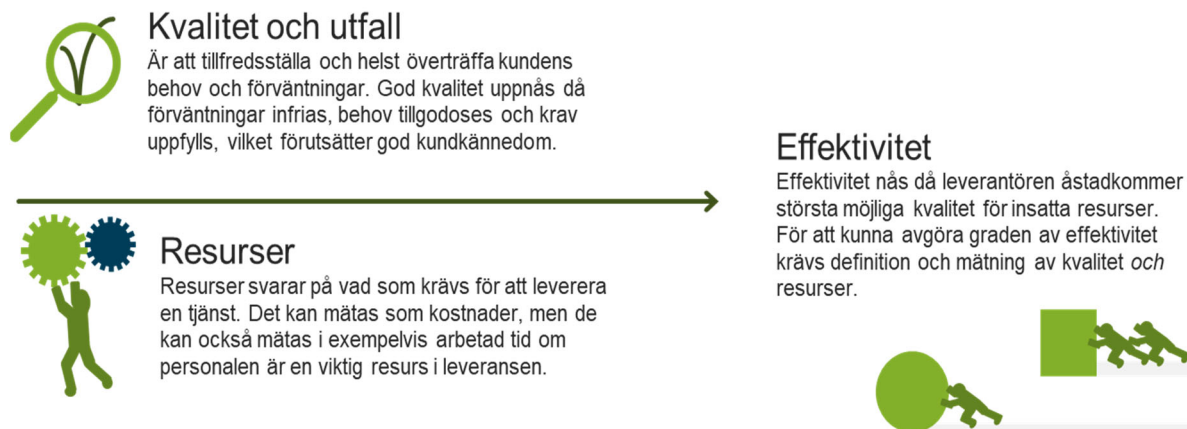 Kvalitet och utfall
Är att tillfredsställa och helst överträffa kundens
behov och förväntningar. God kvalitet uppnås då
förväntningar infrias, behov tillgodoses och krav
uppfylls, vilket förutsätter god kundkännedom.
Resurser
Resurser svarar på vad som krävs för att leverera
en tjänst. Det kan mätas som kostnader, men de
kan också mätas i exempelvis arbetad tid om
personalen är en viktig resurs i leveransen.
Effektivitet
Effektivitet nås då leverantören åstadkommer
största möjliga kvalitet för insatta resurser.
För att kunna avgöra graden av effektivitet
krävs definition och mätning av kvalitet och
resurser.